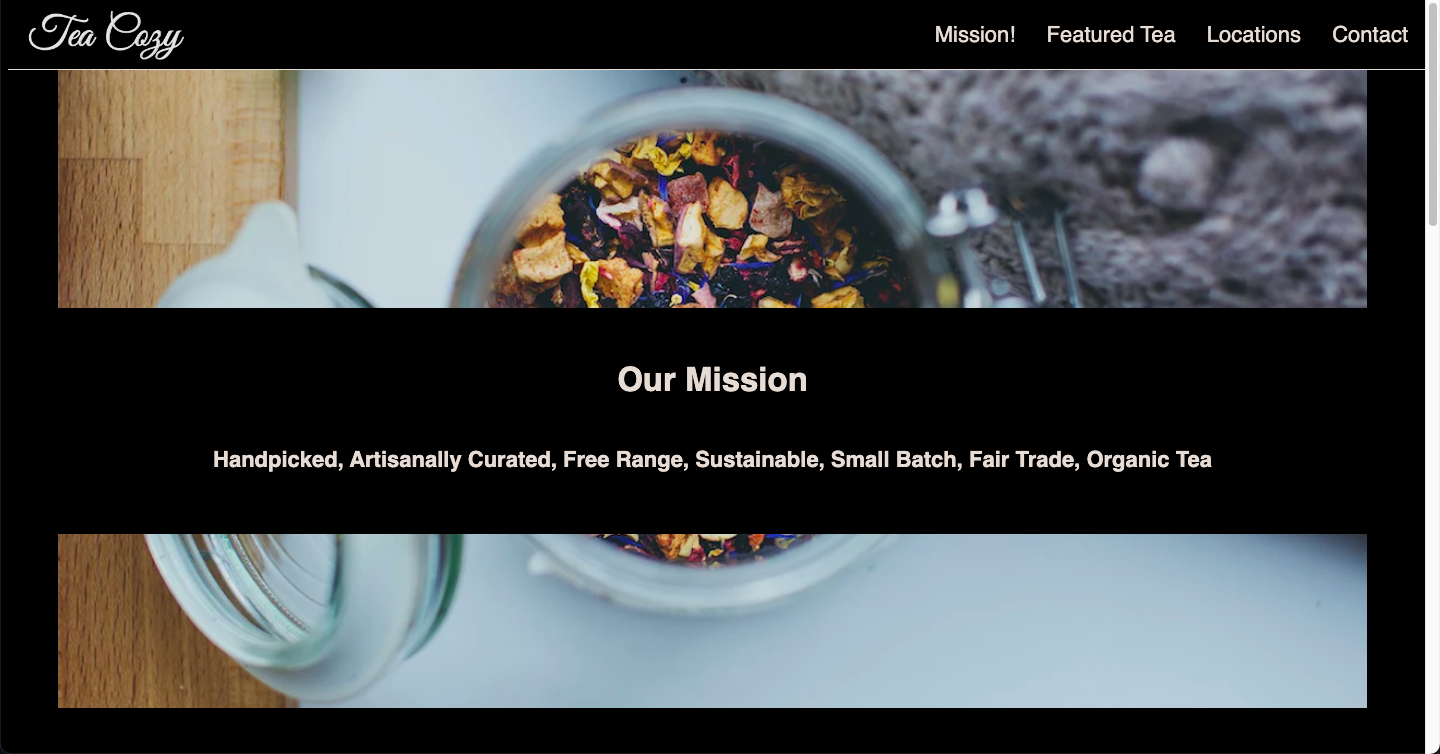 Tea Cozy
Mission! Featured Tea Locations Contact
Our Mission
Handpicked, Artisanally Curated, Free Range, Sustainable, Small Batch, Fair Trade, Organic Tea